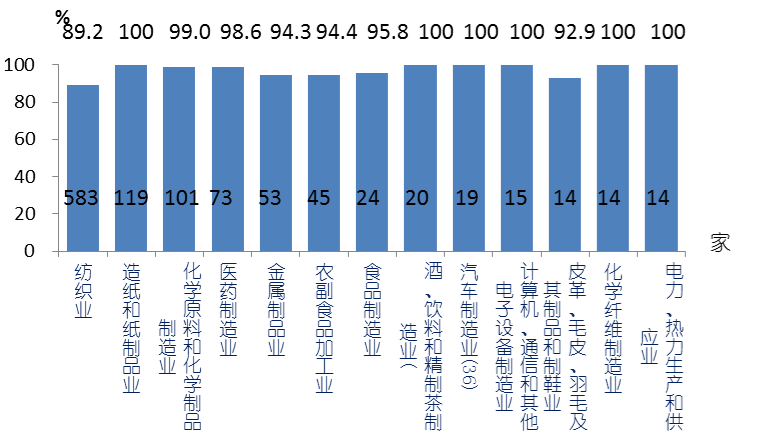 %
89.2 100 99.0 98.6 94.3 94.4 95.8 100 100 100 92.9 100 100
100
80
60
40
20
0
583 119 101 73 53 45 24 20 19 15 14 14 14
家
纺织业
造纸和纸制品业
化学原料和化学制品
制造业
医药制造业
金属制品业
农副食品加工业
食品制造业
酒、饮料和精制茶制
造业（
汽车制造业(36)
计算机、通信和其他
电子设备制造业
皮革、毛皮、羽毛及
其制品和制鞋业
化学纤维制造业
电力、热力生产和供
应业